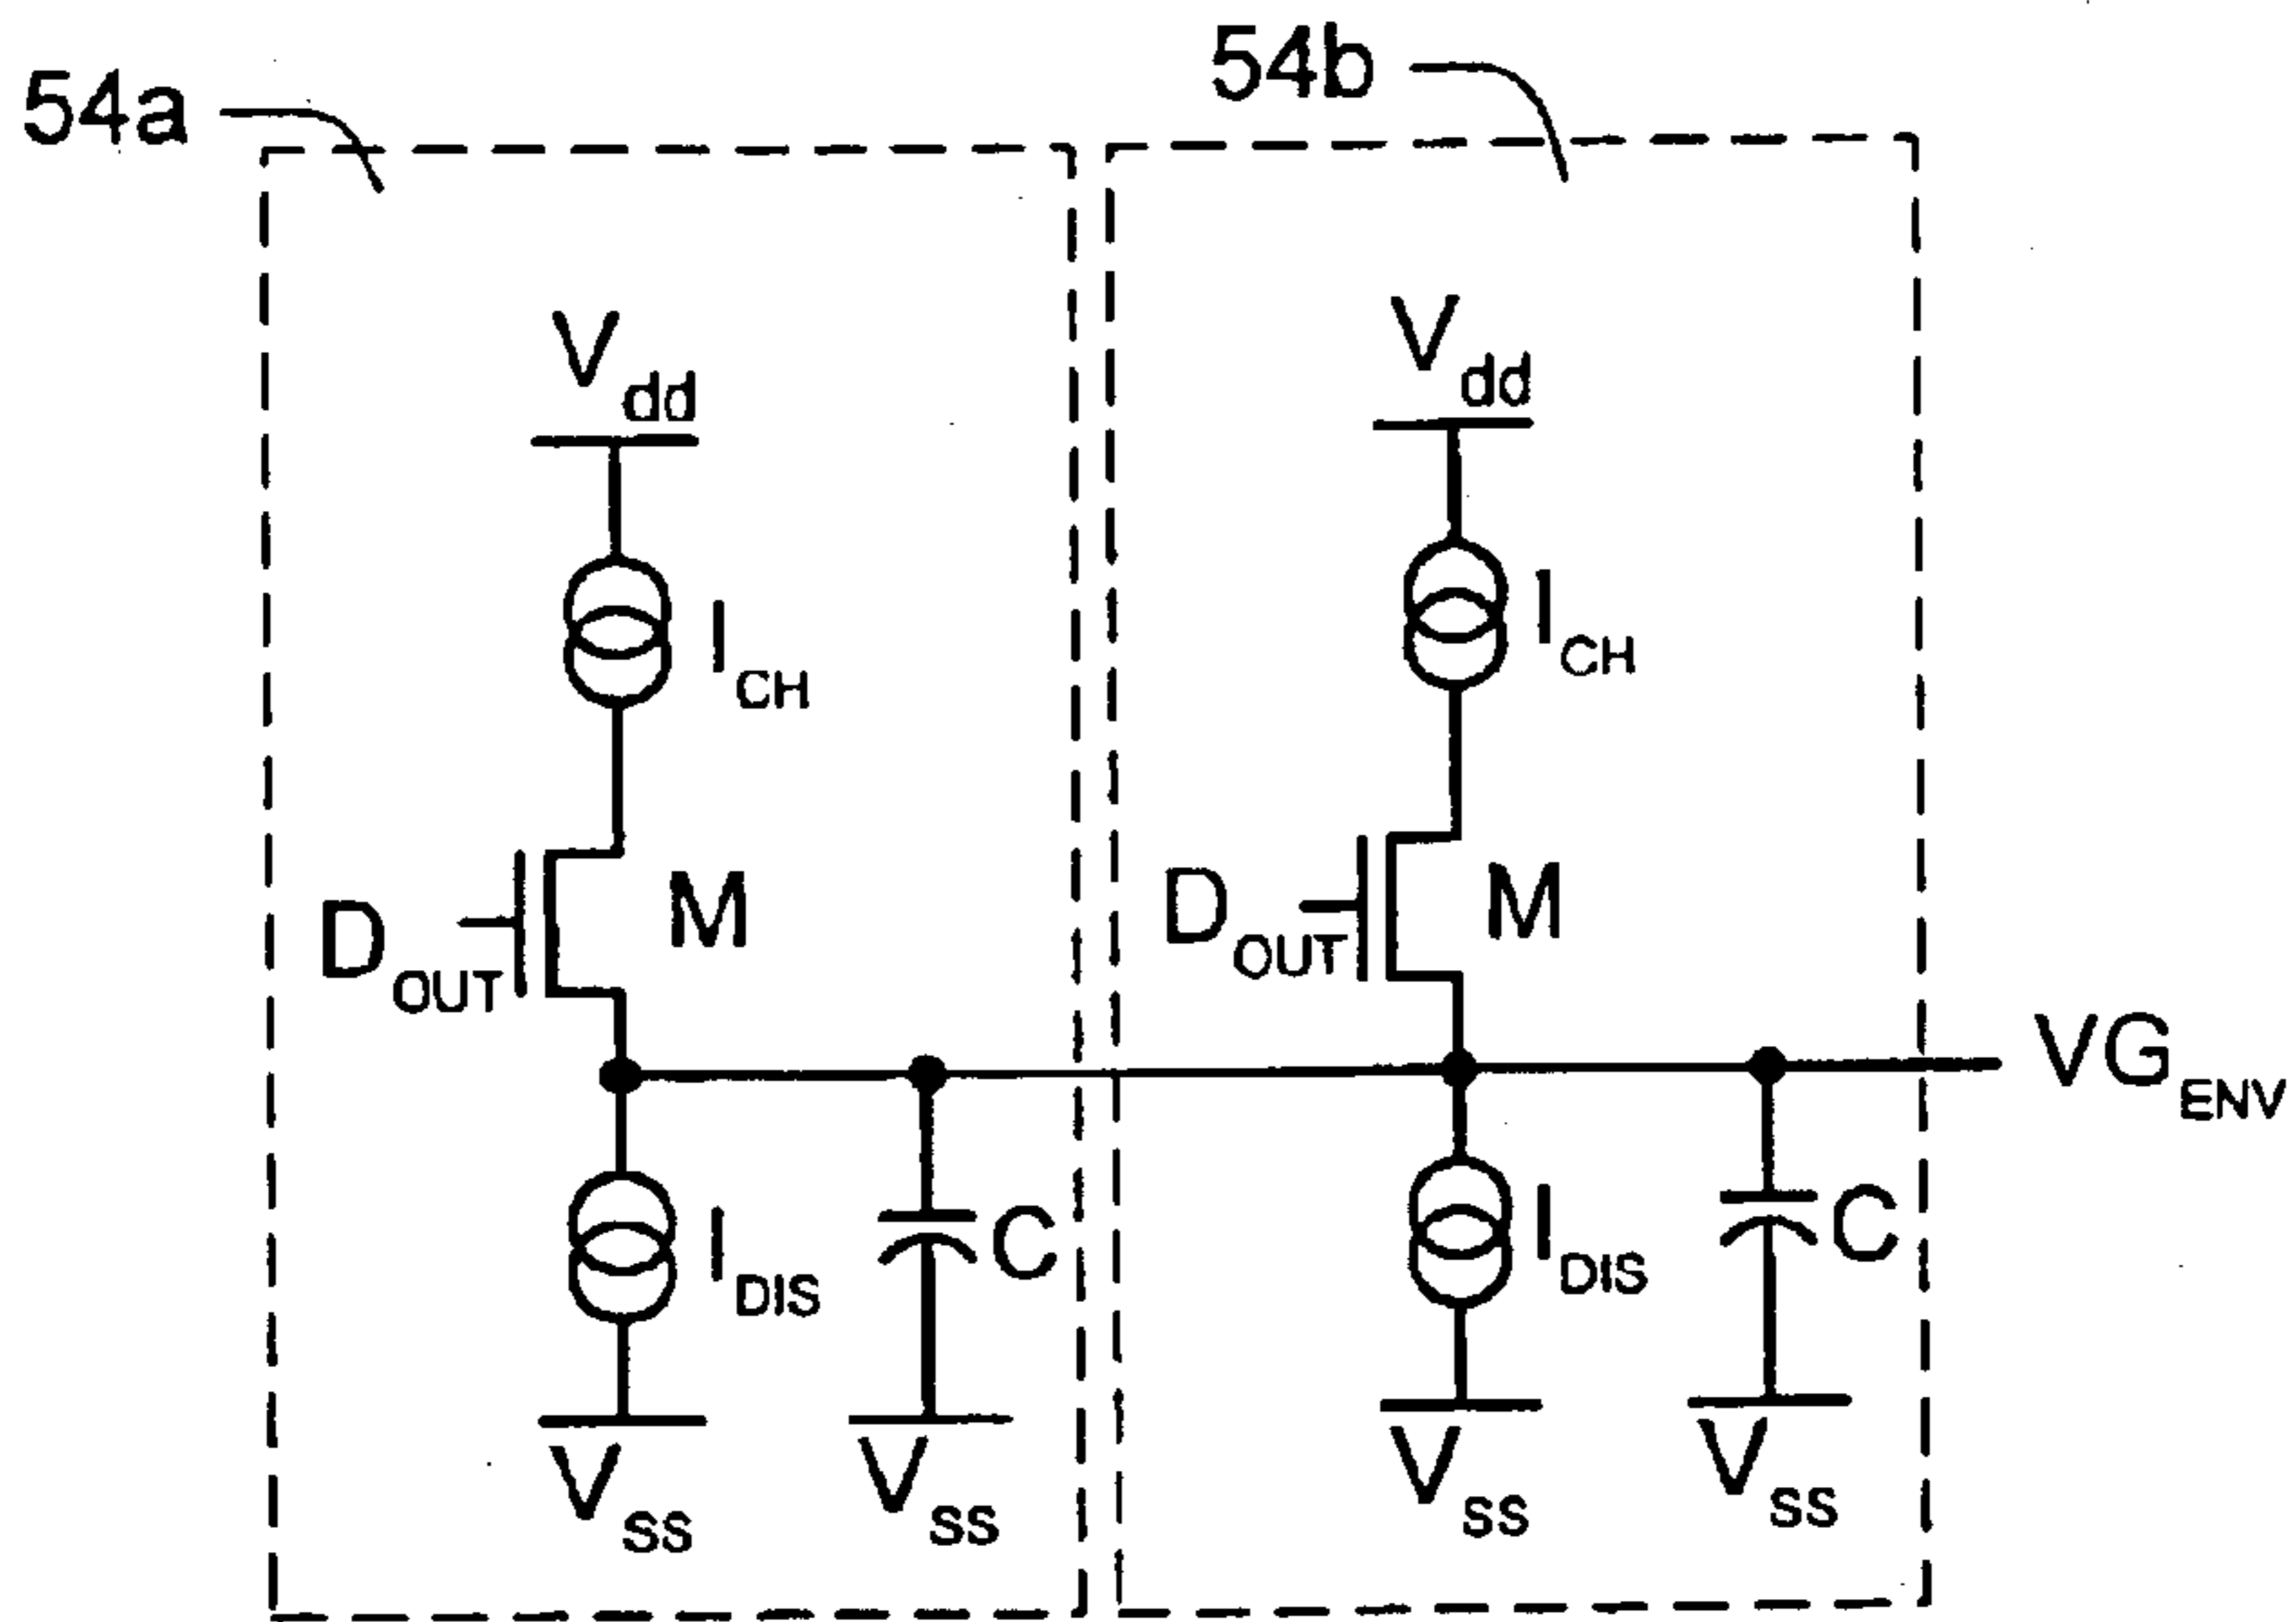 54a
54b
Vdd
Vdd
ICH
ICH
DOUT
M
DOUT
M
VGENV
IDIS
C
IDIS
C
Vss
Vss
Vss
Vss